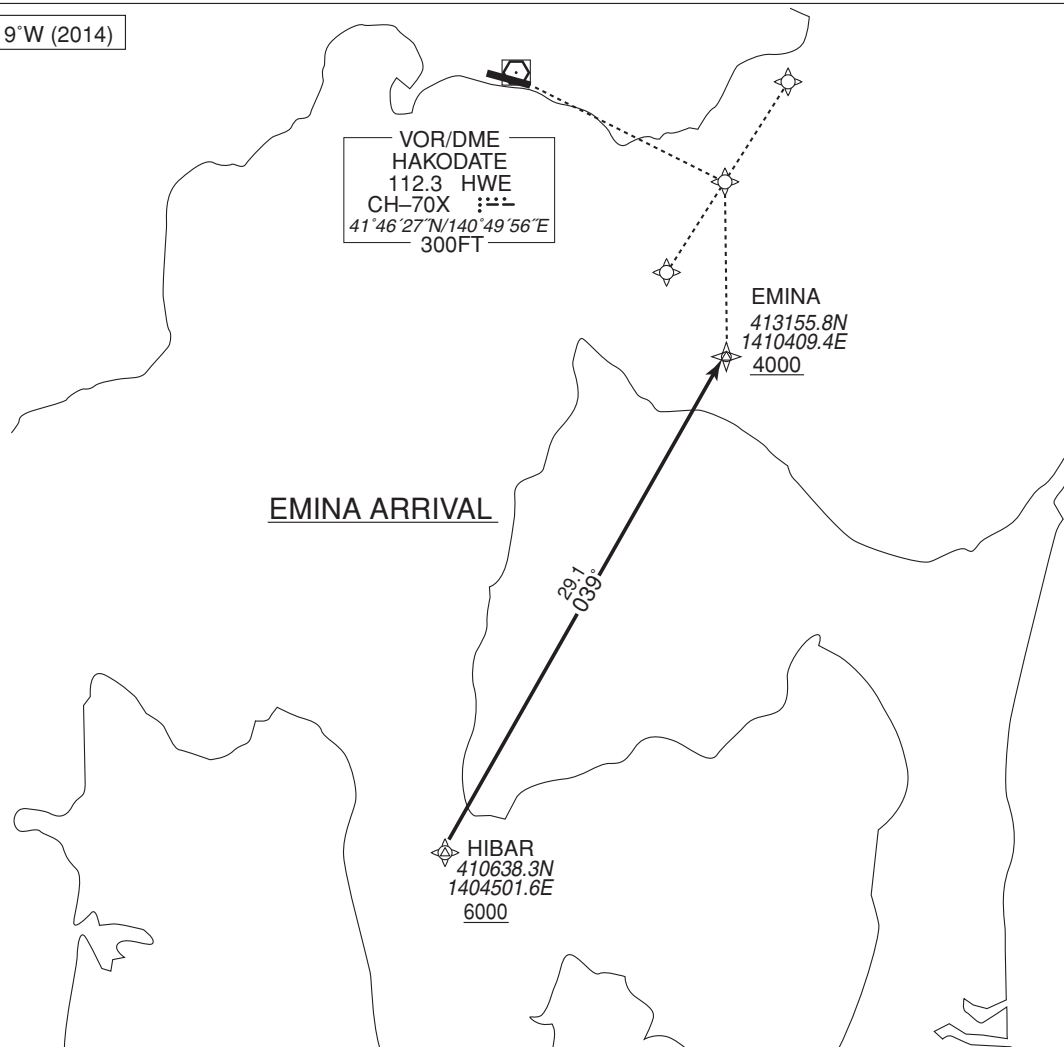 9°W (2014)
VOR/DME
HAKODATE
112.3 HWE
CH–70X
41°46´27˝N/140°49´56˝E
300FT
EMINA
413155.8N
1410409.4E
4000
EMINA ARRIVAL
29.1
039°
HIBAR
410638.3N
1404501.6E
6000